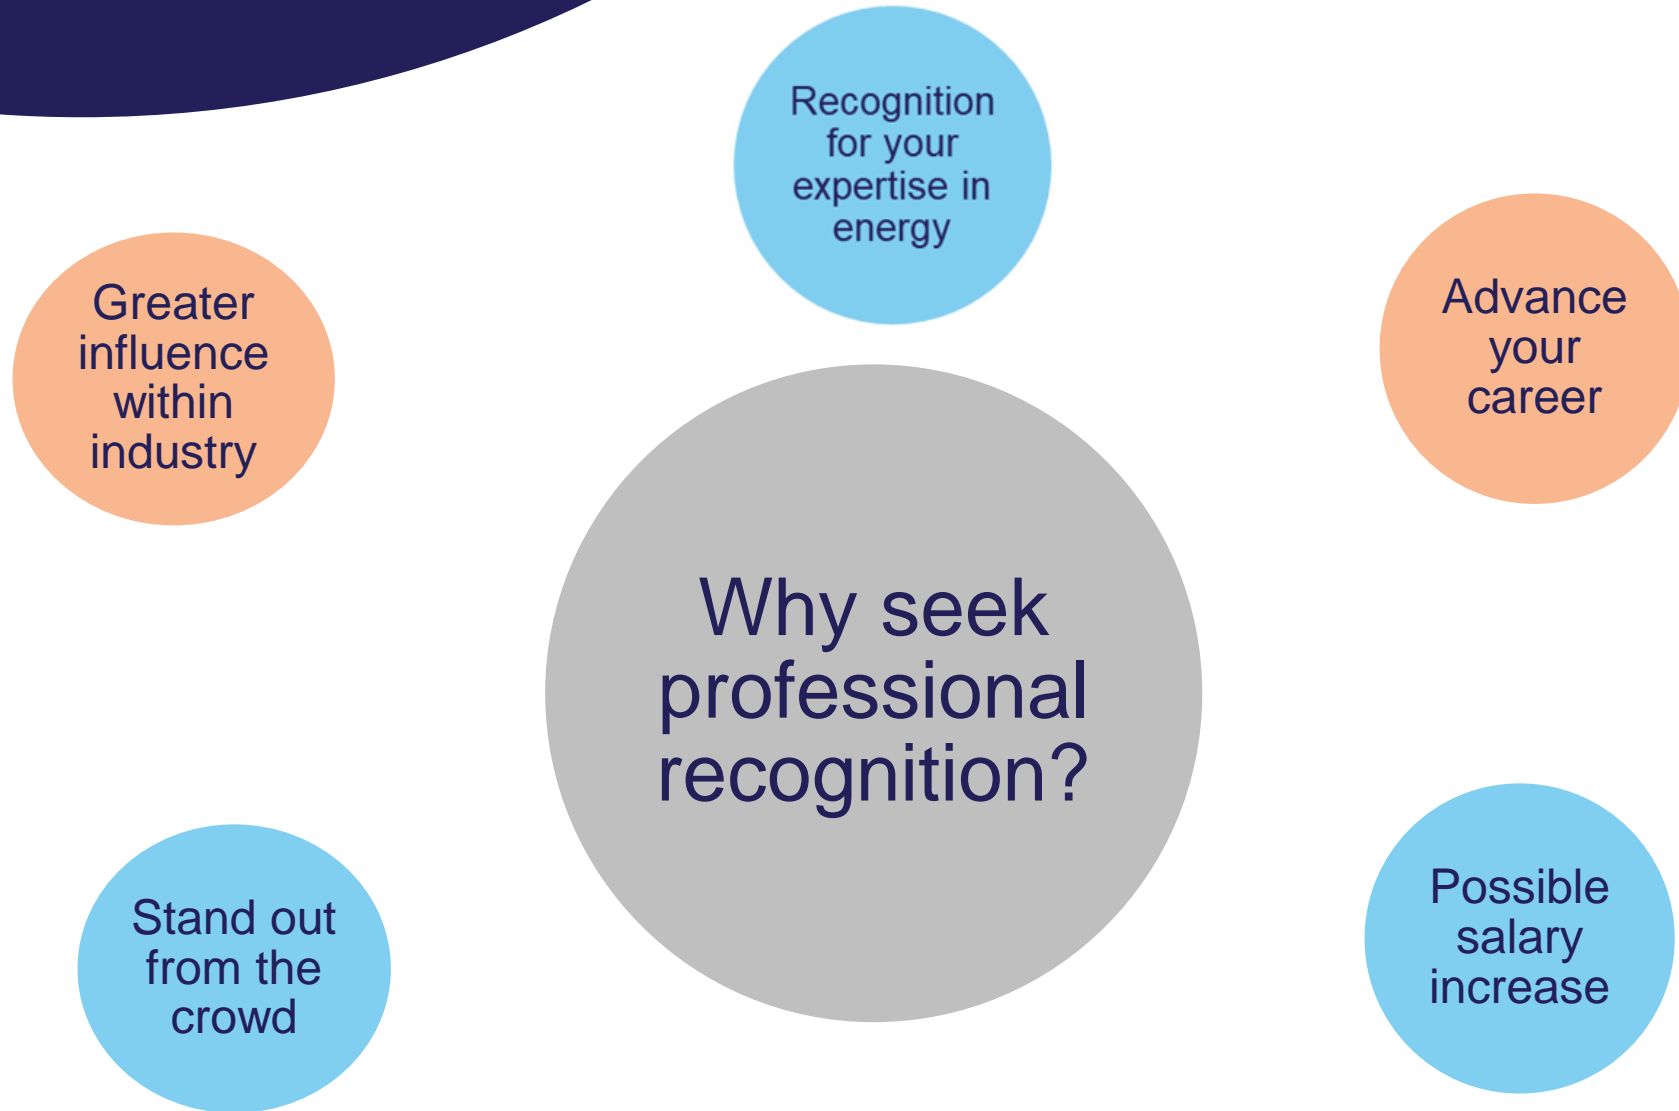 Recognition
for your
expertise in
energy
Greater
influence
within
industry
Advance
your
career
Why seek
professional
recognition?
Stand out
from the
crowd
Possible
salary
increase